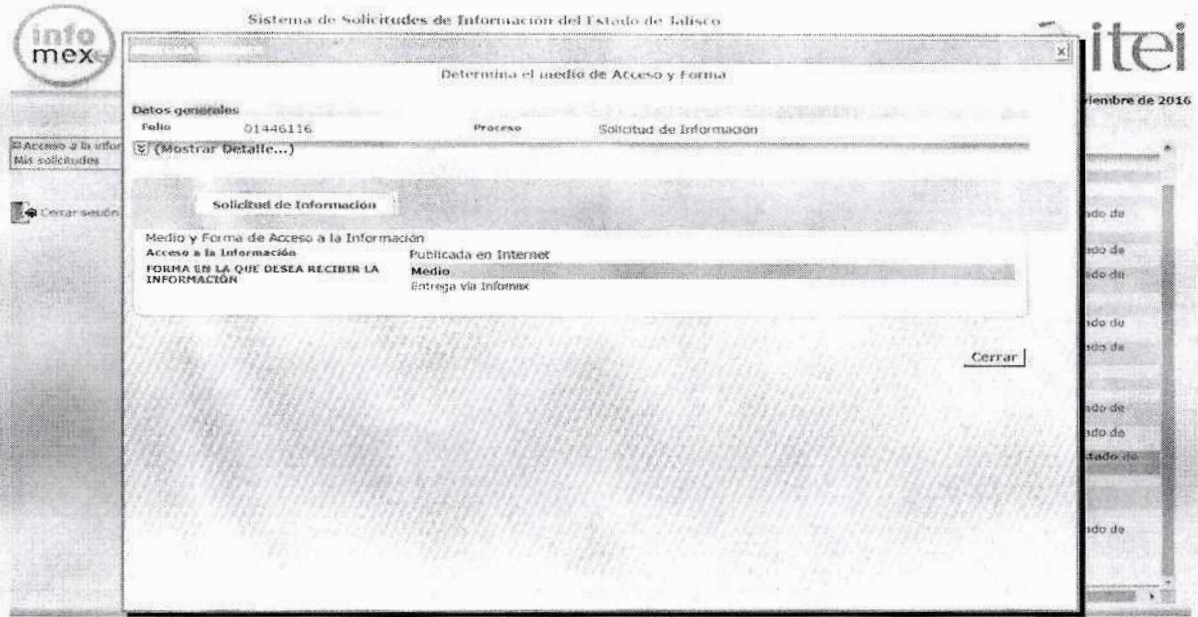 Sistema de Solicitudes de Información del Estado de Jalisco
info
mex
itei
Determina el medio de Acceso y Forma
viembre de 2016
Datos generales
Folio 01446116 Proceso Solicitud de Información
(Mostrar Detalle...)
Acceso a la infor
Mis solicitudes
Cerrar sesión
Solicitud de Información
Medio y Forma de Acceso a la Información
Acceso a la Información Publicada en Internet
FORMA EN LA QUE DESEA RECIBIR LA INFORMACIÓN
Medio
Entrega vía Infomex
Cerrar
ado de
ado de
ado de
ado de
ado de
ado de
ado de
stado de
ado de